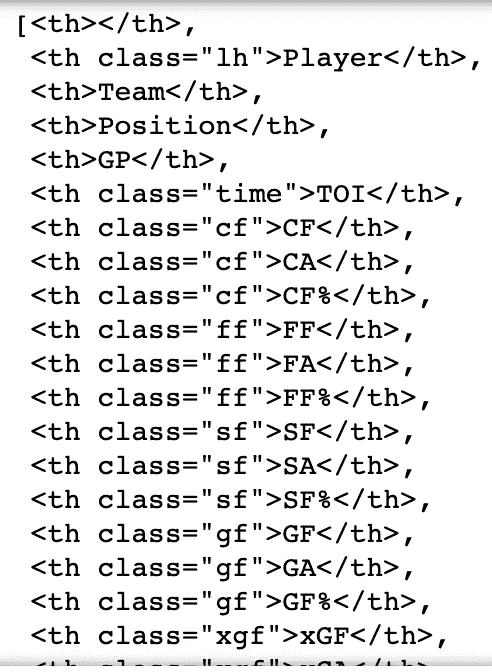 [<th></th>,
<th class="lh">Player</th>,
<th>Team</th>,
<th>Position</th>,
<th>GP</th>,
<th class="time">TOI</th>,
<th class="cf">CF</th>,
<th class="cf">CA</th>,
<th class="cf">CF%</th>,
<th class="ff">FF</th>,
<th class="ff">FA</th>,
<th class="ff">FF%</th>,
<th class="sf">SF</th>,
<th class="sf">SA</th>,
<th class="sf">SF%</th>,
<th class="gf">GF</th>,
<th class="gf">GA</th>,
<th class="gf">GF%</th>,
<th class="xgf">xGF</th>,